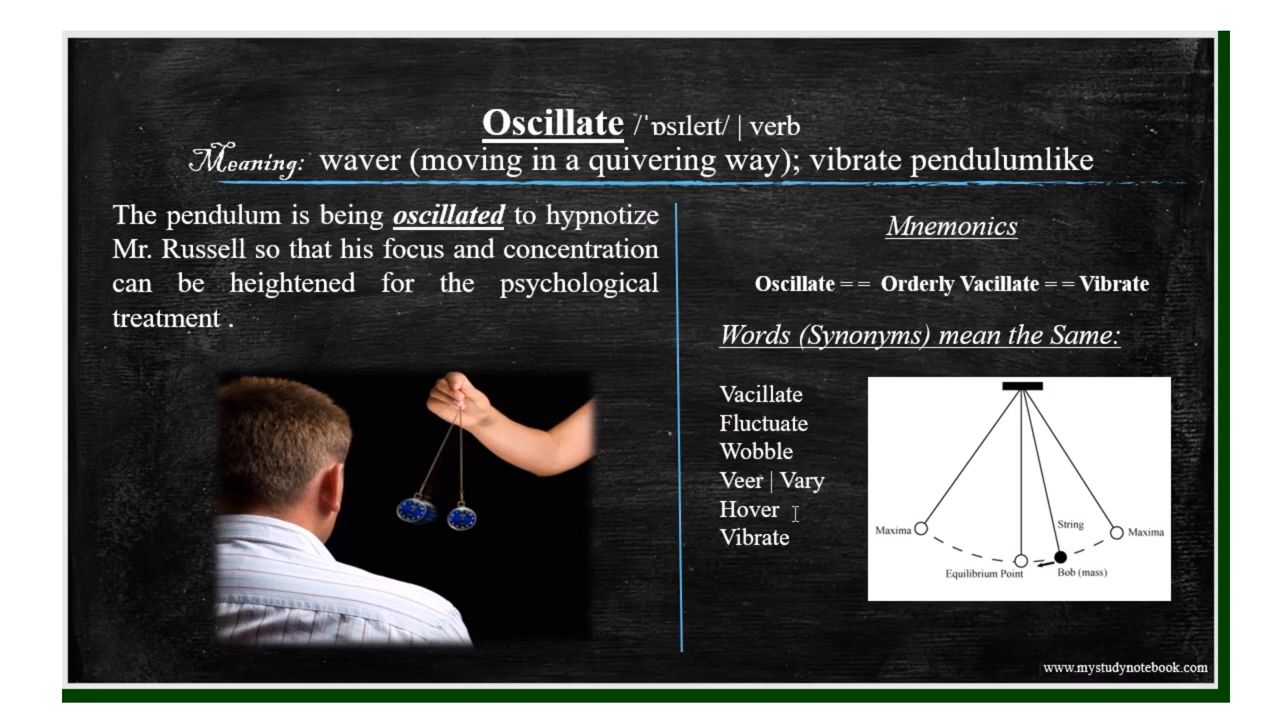 Oscillate /ˈɒsɪleɪt/ | verb
Meaning: waver (moving in a quivering way); vibrate pendulumlike
The pendulum is being oscillated to hypnotize
Mr. Russell so that his focus and concentration
can be heightened for the psychological
treatment .
Mnemonics
Oscillate = = Orderly Vacillate = = Vibrate
Words (Synonyms) mean the Same:
Vacillate
Fluctuate
Wobble
Veer | Vary
Hover
Vibrate
Maxima
String
Maxima
Equilibrium Point
Bob (mass)
www.mystudynotebook.com